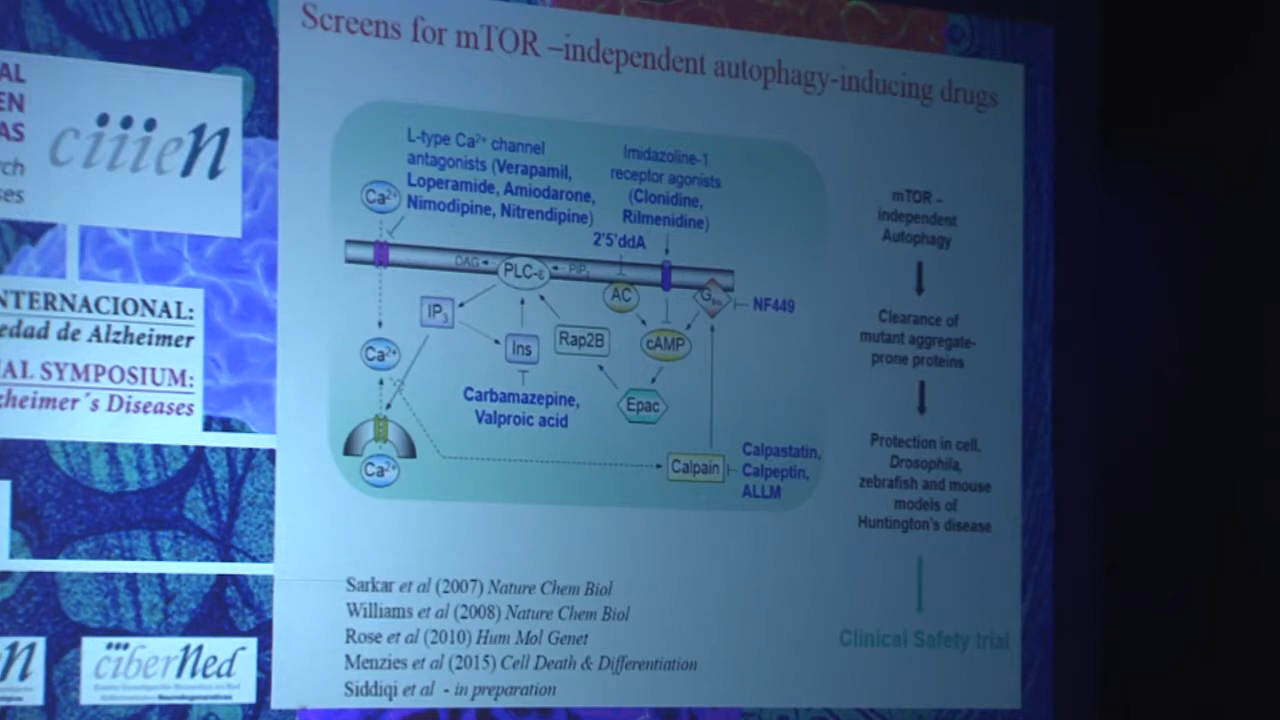 Screens for mTOR –independent autophagy-inducing drugs
AL
EN
AS
rch
ses
ciiien
NTERNACIONAL:
edad de Alzheimer
AL SYMPOSIUM:
zheimer´s Diseases
n
ciberNed
L-type Ca²⁺ channel
antagonists (Verapamil,
Loperamide, Amiodarone,
Nimodipine, Nitrendipine)
Imidazoline-1
receptor agonists
(Clonidine,
Rilmenidine)
2'5'ddA
Ca²⁺
DAG
PLC-ε
PIP₂
AC
Gsα
NF449
IP₃
Ins
Rap2B
cAMP
Ca²⁺
Carbamazepine,
Valproic acid
Epac
Ca²⁺
Calpain
Calpastatin,
Calpeptin,
ALLM
mTOR –
independent
Autophagy
Clearance of
mutant aggregate-
prone proteins
Protection in cell,
Drosophila,
zebrafish and mouse
models of
Huntington's disease
Clinical Safety trial
Sarkar et al (2007) Nature Chem Biol
Williams et al (2008) Nature Chem Biol
Rose et al (2010) Hum Mol Genet
Menzies et al (2015) Cell Death & Differentiation
Siddiqi et al - in preparation